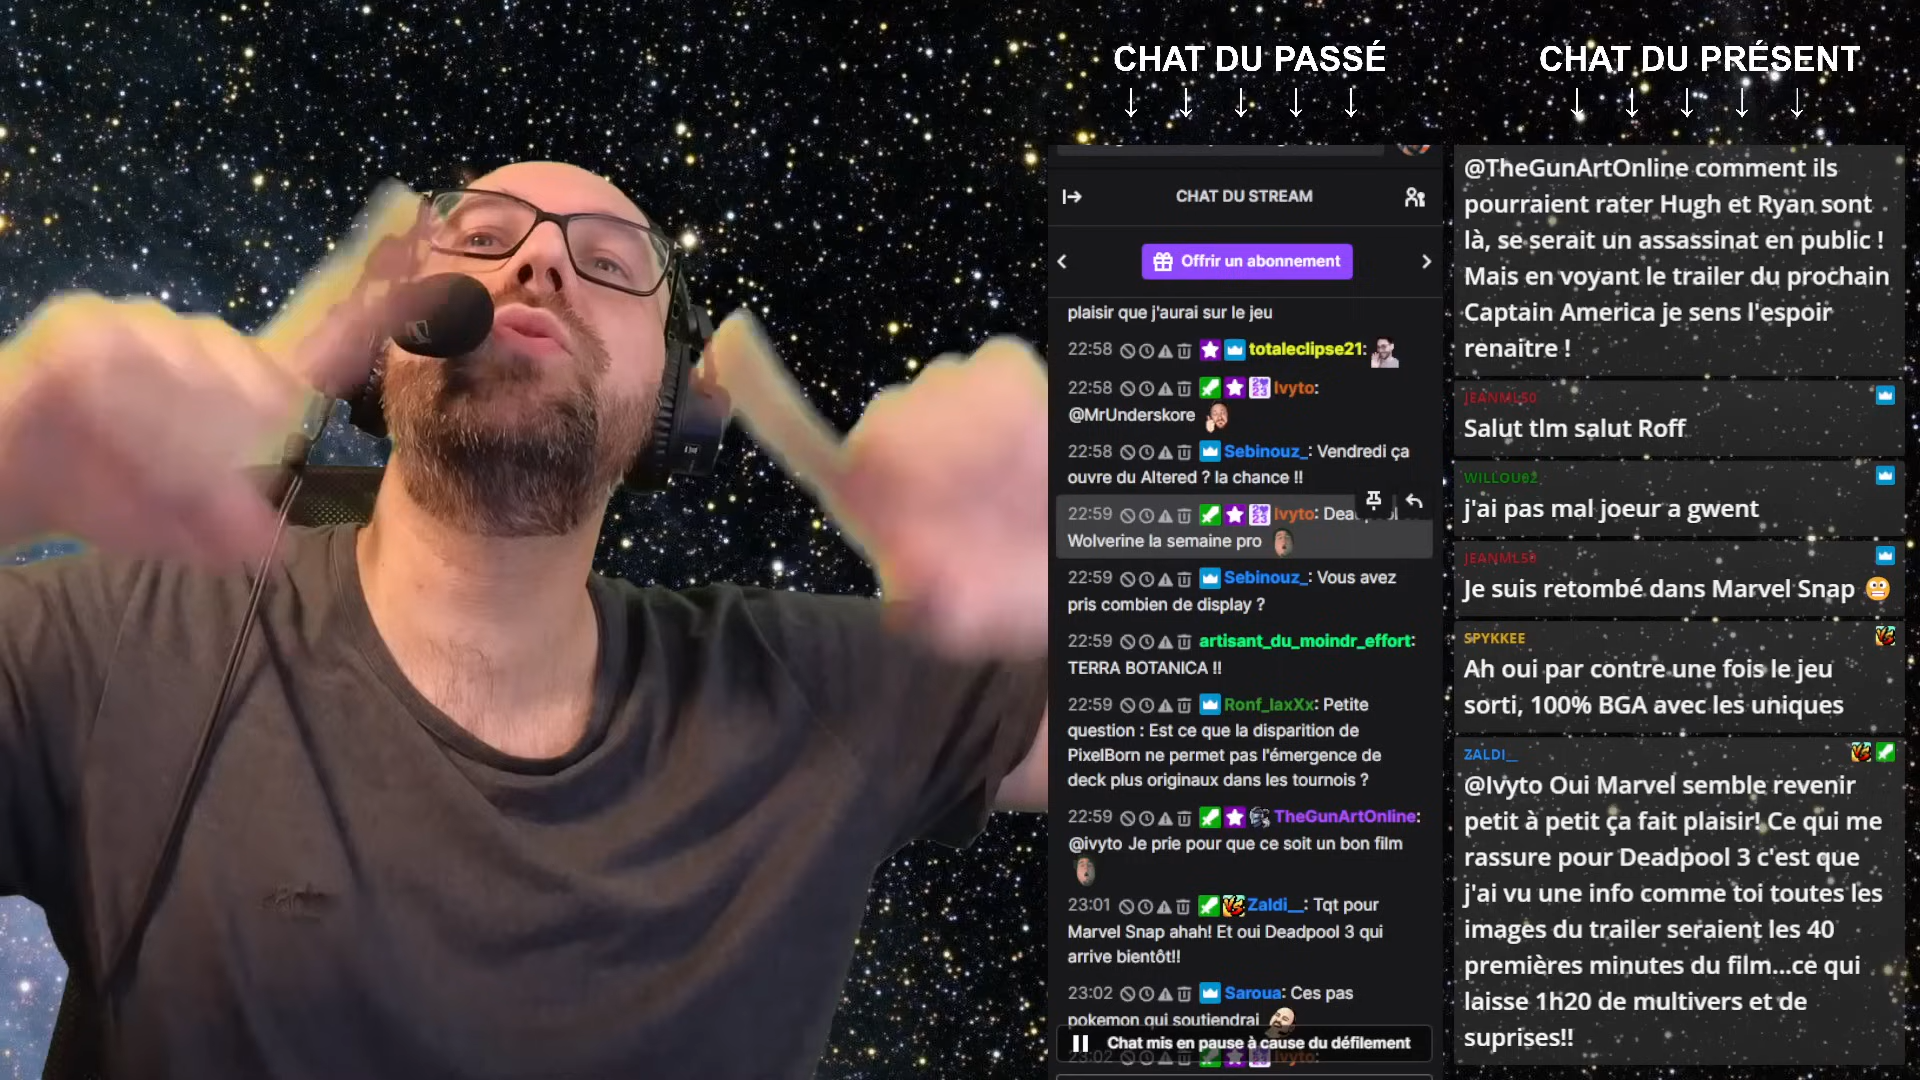 CHAT DU PASSÉ
CHAT DU STREAM
Offrir un abonnement
plaisir que j'aurai sur le jeu
22:58 totaleclipse21:
22:58 Ivyto:
@MrUnderskore
22:58 Sebinouz_: Vendredi ça
ouvre du Altered ? la chance !!
22:59 Ivyto:
Wolverine la semaine pro
22:59 Sebinouz_: Vous avez
pris combien de display ?
22:59 artisant_du_moindr_effort:
TERRA BOTANICA !!
22:59 Ronf_laxXx: Petite
question : Est ce que la disparition de
PixelBorn ne permet pas l'émergence de
deck plus originaux dans les tournois ?
22:59 TheGunArtOnline:
@ivyto Je prie pour que ce soit un bon film
23:01 Zaldi__: Tqt pour
Marvel Snap ahah! Et oui Deadpool 3 qui
arrive bientôt!!
23:02 Saroua: Ces pas
pokemon qui soutiendrai
Chat mis en pause à cause du défilement
23:02 Ivyto:
CHAT DU PRÉSENT
@TheGunArtOnline comment ils
pourraient rater Hugh et Ryan sont
là, se serait un assassinat en public !
Mais en voyant le trailer du prochain
Captain America je sens l'espoir
renaitre !
JEANML50
Salut tlm salut Roff
WILLOU02
j'ai pas mal joeur a gwent
JEANML50
Je suis retombé dans Marvel Snap
SPYKKEE
Ah oui par contre une fois le jeu
sorti, 100% BGA avec les uniques
ZALDI__
@Ivyto Oui Marvel semble revenir
petit à petit ça fait plaisir! Ce qui me
rassure pour Deadpool 3 c'est que
j'ai vu une info comme toi toutes les
images du trailer seraient les 40
premières minutes du film...ce qui
laisse 1h20 de multivers et de
suprises!!